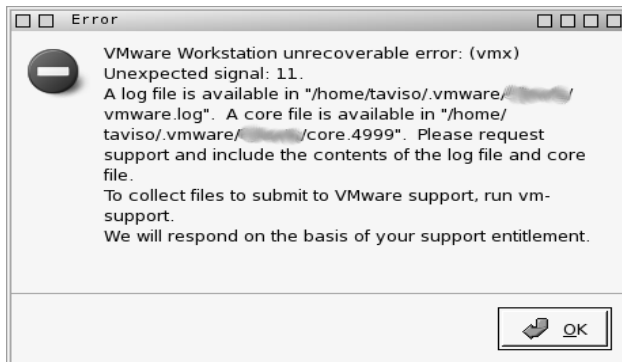 Error
VMware Workstation unrecoverable error: (vmx)
Unexpected signal: 11.
A log file is available in "/home/taviso/.vmware/ /
vmware.log".  A core file is available in "/home/
taviso/.vmware/ /core.4999".  Please request
support and include the contents of the log file and core
file.
To collect files to submit to VMware support, run vm-
support.
We will respond on the basis of your support entitlement.
OK